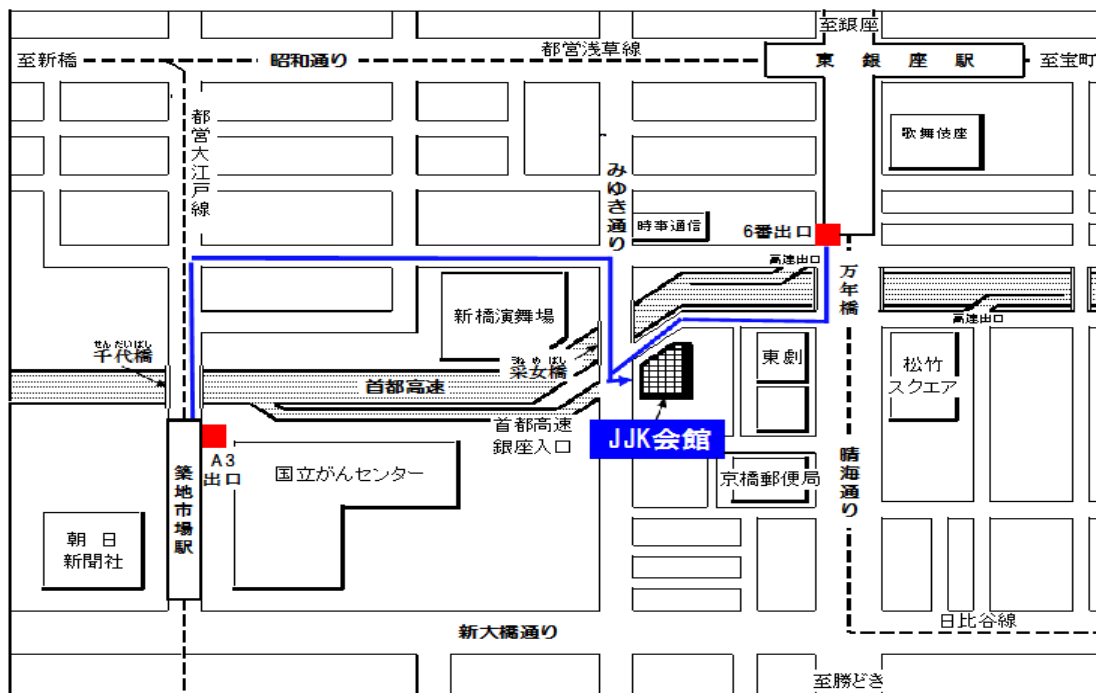 至銀座
都営浅草線
至新橋
昭和通り
東銀座駅
至宝町
都営大江戸線
歌舞伎座
みゆき通り
時事通信
6番出口
高速出口
万年橋
新橋演舞場
高速出口
せんだいばし
千代橋
うねめばし
采女橋
東劇
松竹
スクエア
首都高速
首都高速
銀座入口
JJK会館
A3
出口
国立がんセンター
京橋郵便局
晴海通り
築地市場駅
朝日
新聞社
日比谷線
新大橋通り
至勝どき